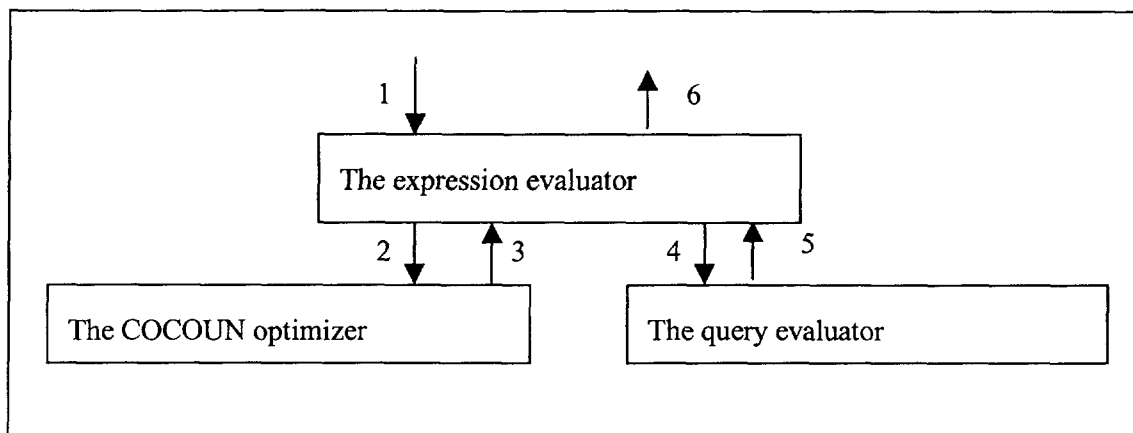 1
6
The expression evaluator
2
3
4
5
The COCOUN optimizer
The query evaluator